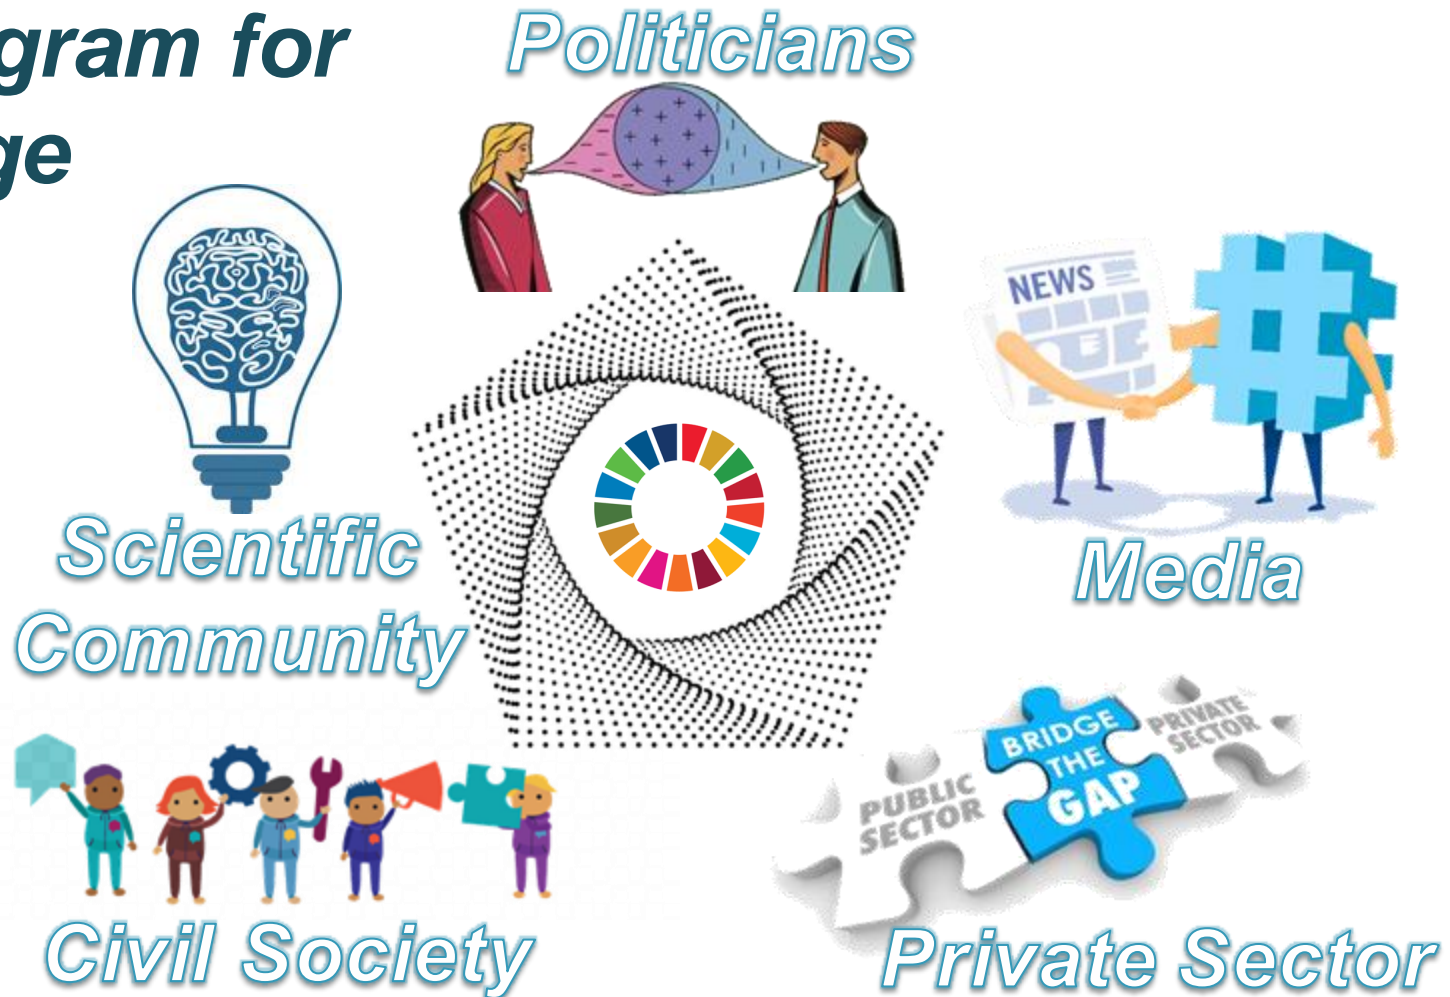 gram for
ge
Politicians
NEWS
#
Scientific
Community
Media
BRIDGE
THE
GAP
PRIVATE
SECTOR
PUBLIC
SECTOR
Civil Society
Private Sector